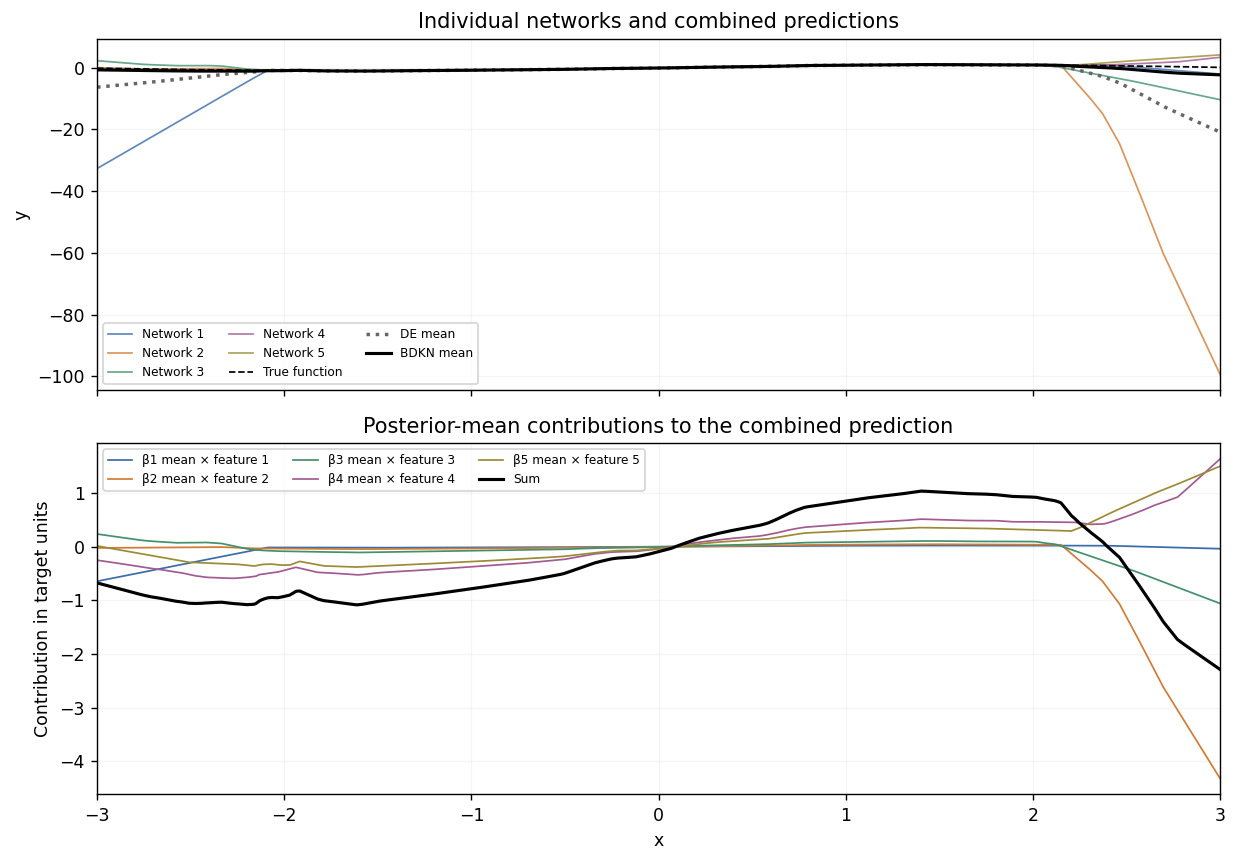 Individual networks and combined predictions
0
−20
−40
−60
−80
−100
y
Network 1 Network 4 DE mean
Network 2 Network 5 BDKN mean
Network 3 True function
Posterior-mean contributions to the combined prediction
β1 mean × feature 1 β3 mean × feature 3 β5 mean × feature 5
β2 mean × feature 2 β4 mean × feature 4 Sum
1
0
−1
−2
−3
−4
Contribution in target units
−3 −2 −1 0 1 2 3
x